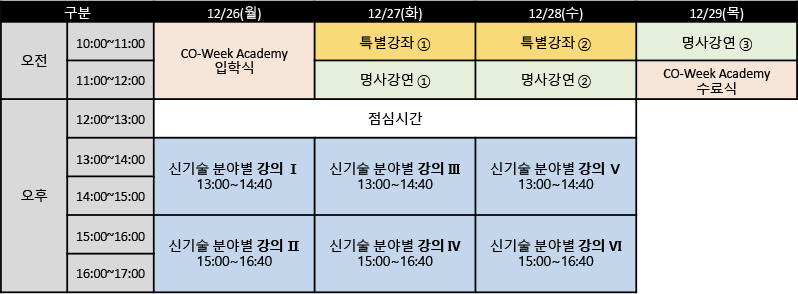 구분 12/26(월) 12/27(화) 12/28(수) 12/29(목)
오전 10:00~11:00 CO-Week Academy 입학식 특별강좌 ① 특별강좌 ② 명사강연 ③
11:00~12:00 명사강연 ① 명사강연 ② CO-Week Academy 수료식
오후 12:00~13:00 점심시간
13:00~14:00 신기술 분야별 강의 Ⅰ 신기술 분야별 강의 Ⅲ 신기술 분야별 강의 Ⅴ
13:00~14:40 13:00~14:40 13:00~14:40
14:00~15:00
15:00~16:00 신기술 분야별 강의 Ⅱ 신기술 분야별 강의 Ⅳ 신기술 분야별 강의 Ⅵ
15:00~16:40 15:00~16:40 15:00~16:40
16:00~17:00